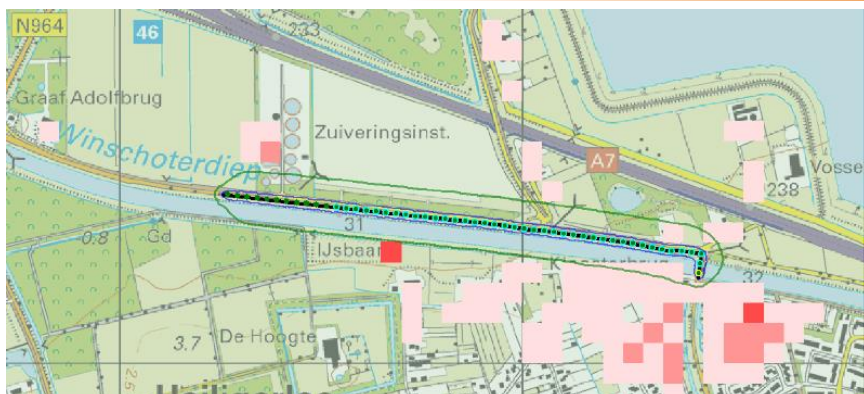 N964
46
233
Graaf Adolfbrug
Zuiveringsinst.
Winschoterdiep
A7
238
Vosse
31
0.8
Gd
IJsbaan
32
3.7
De Hoogte
2.5